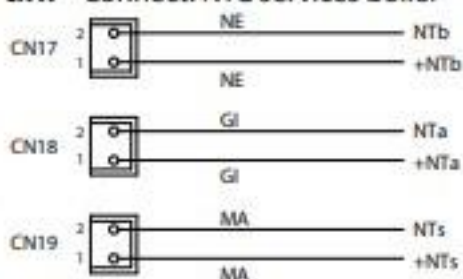 NE
2 NTb
CN17
1 +NTb
NE
GI
2 NTa
CN18
1 +NTa
GI
MA
2 NTs
CN19
1 +NTs
MA